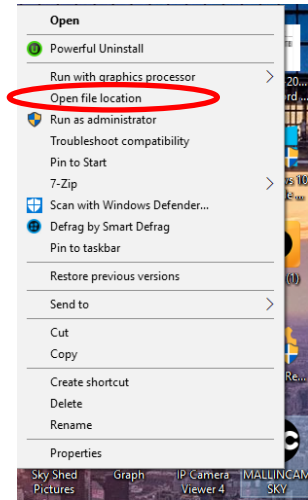 Open
Powerful Uninstall
Run with graphics processor
Open file location
Run as administrator
Troubleshoot compatibility
Pin to Start
7-Zip
Scan with Windows Defender...
Defrag by Smart Defrag
Pin to taskbar
Restore previous versions
Send to
Cut
Copy
Create shortcut
Delete
Rename
Properties
Sky Shed Pictures
Graph
IP Camera Viewer 4
MALLINCAM SKY